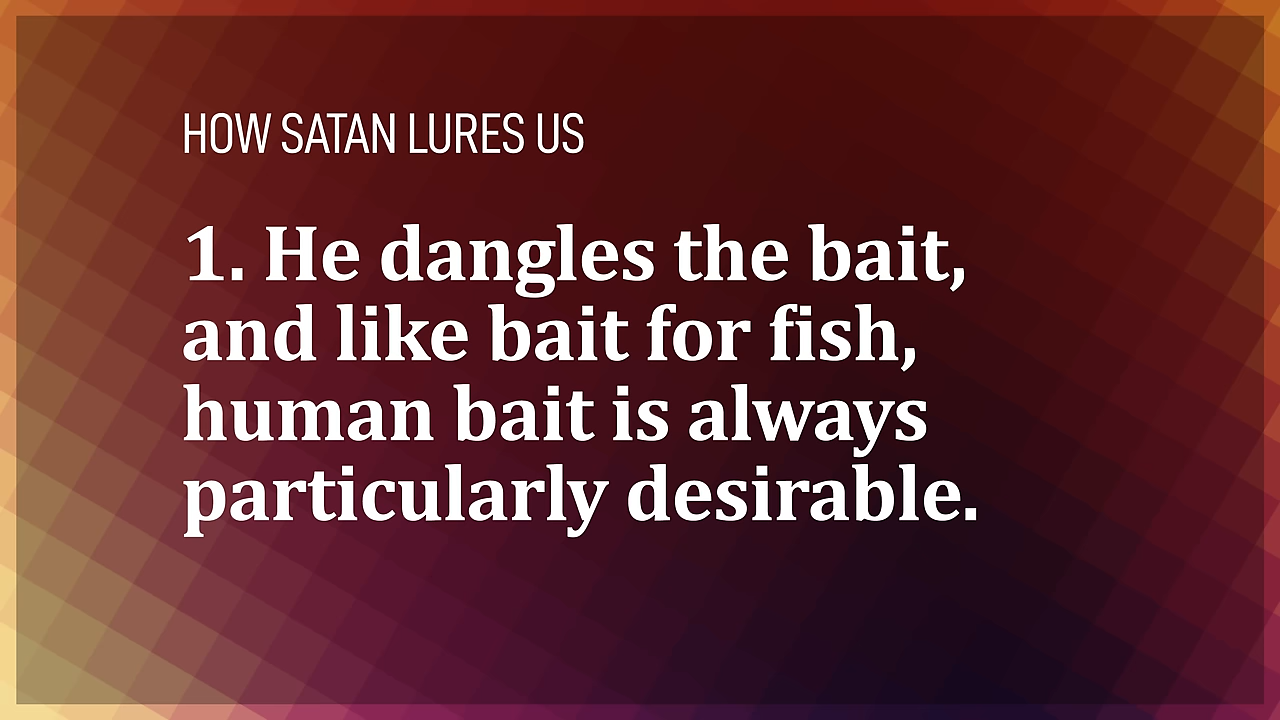 HOW SATAN LURES US
1. He dangles the bait,
and like bait for fish,
human bait is always
particularly desirable.